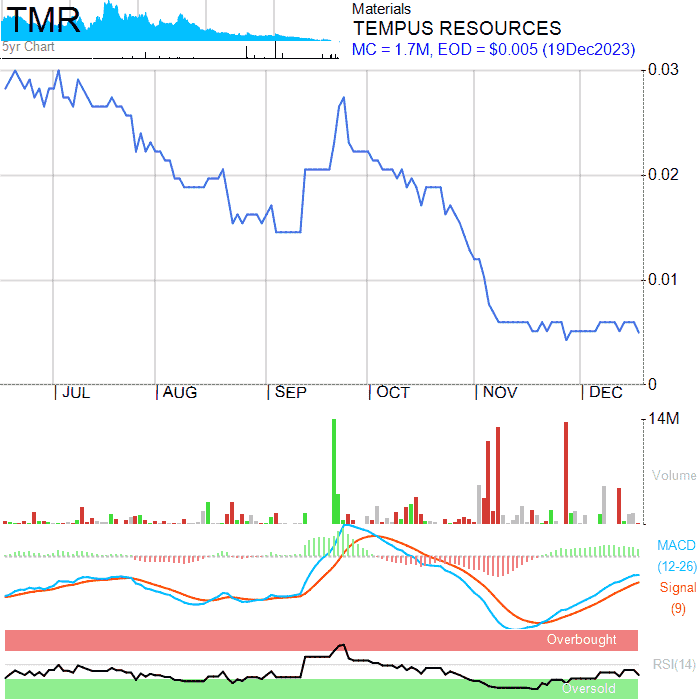 TMR
5yr Chart
Materials
TEMPUS RESOURCES
MC = 1.7M, EOD = $0.005 (19Dec2023)
0.03
0.02
0.01
0
JUL AUG SEP OCT NOV DEC
14M
Volume
MACD
(12-26)
Signal
(9)
Overbought
RSI(14)
Oversold